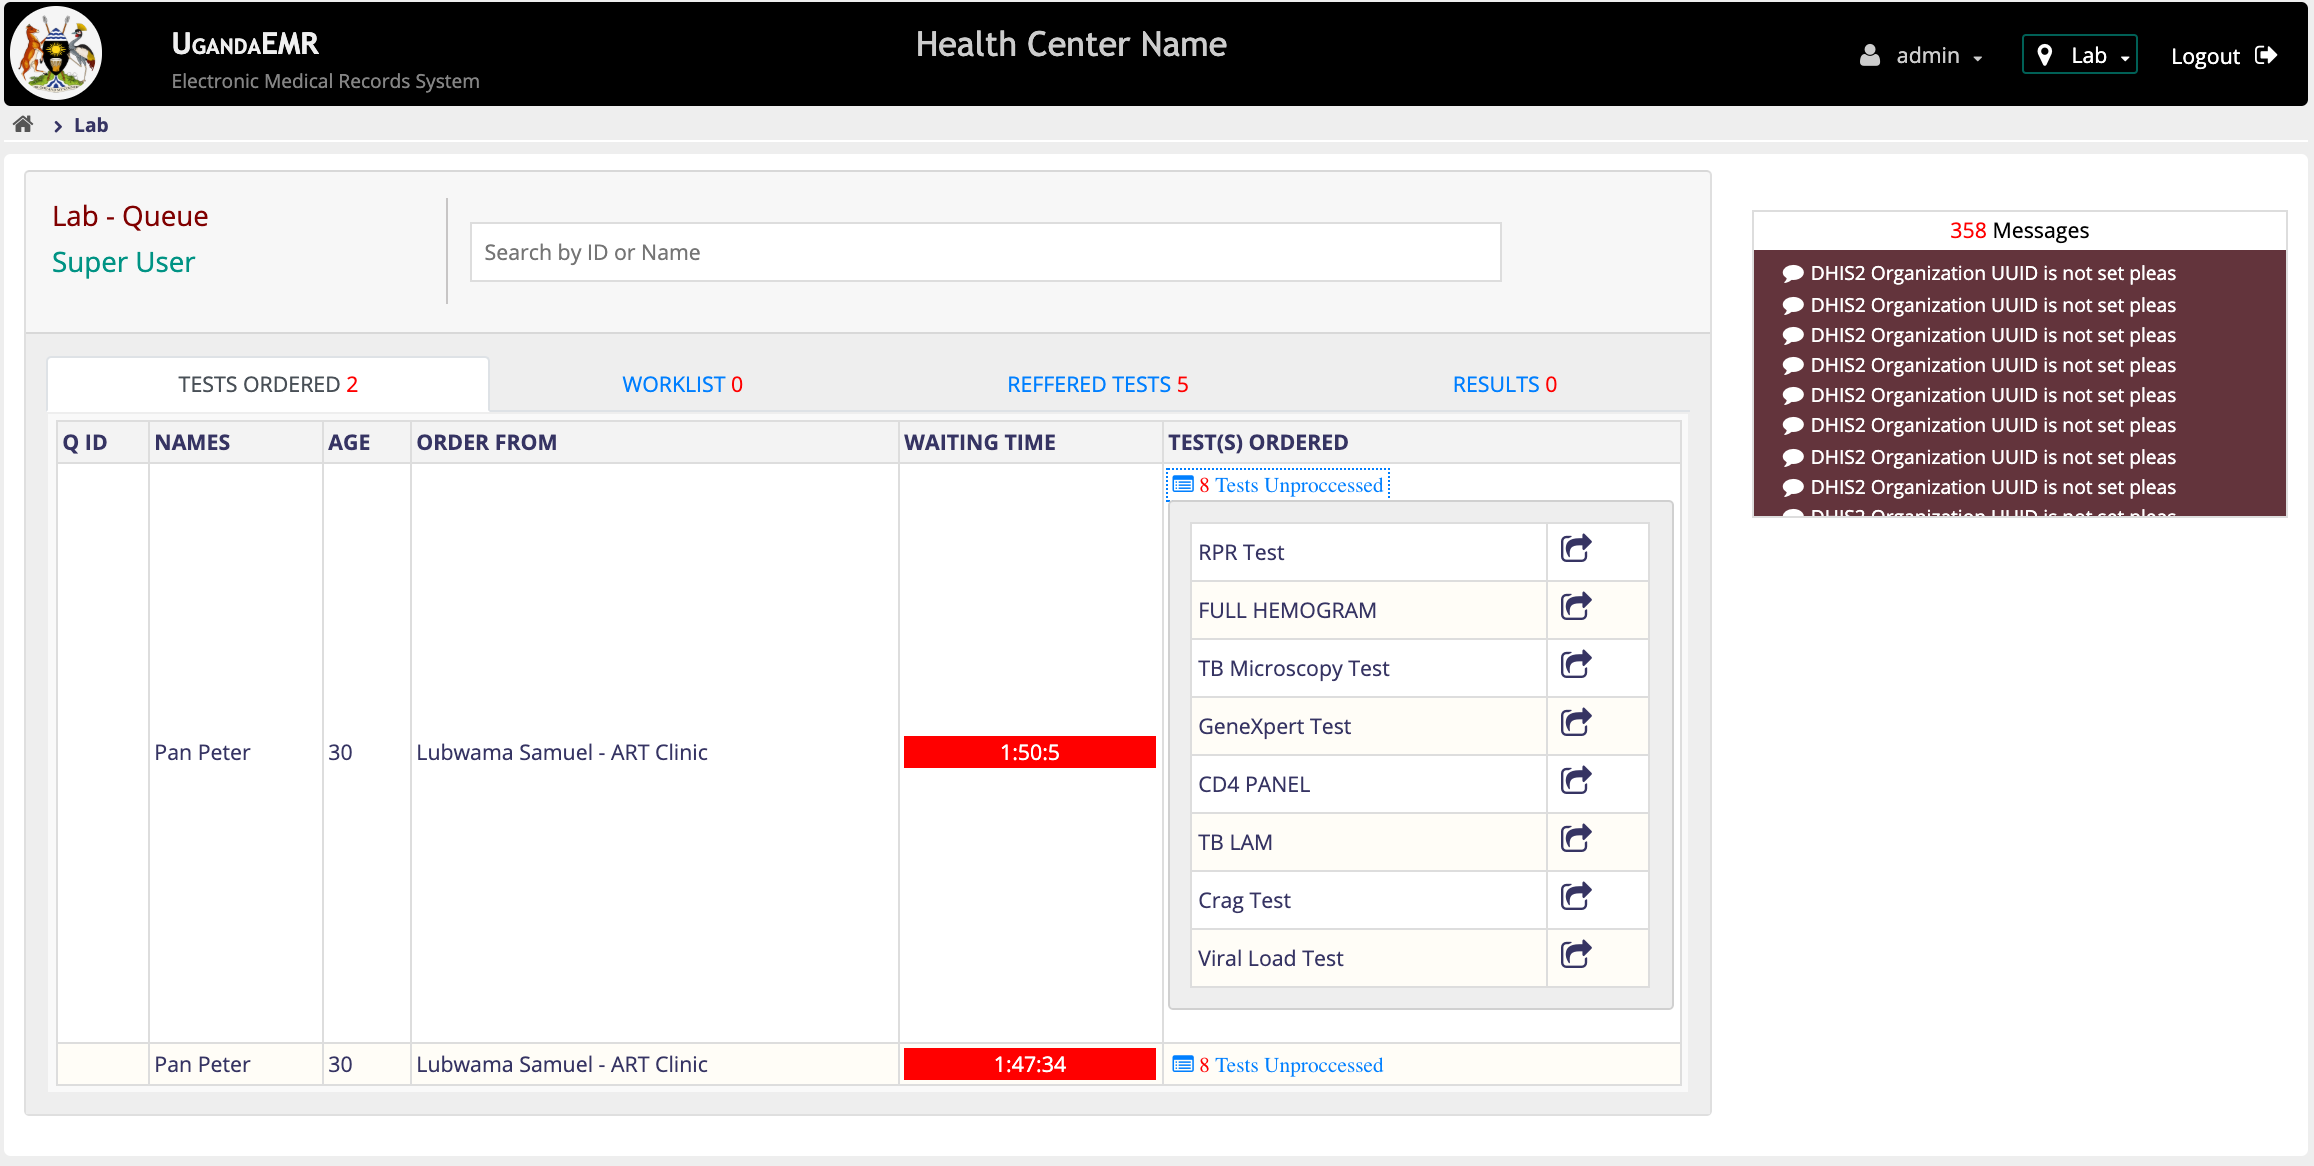 UGANDAEMR
Electronic Medical Records System
Health Center Name
admin
Lab
Logout
Lab
Lab - Queue
Super User
Search by ID or Name
358 Messages
DHIS2 Organization UUID is not set pleas
DHIS2 Organization UUID is not set pleas
DHIS2 Organization UUID is not set pleas
DHIS2 Organization UUID is not set pleas
DHIS2 Organization UUID is not set pleas
DHIS2 Organization UUID is not set pleas
DHIS2 Organization UUID is not set pleas
DHIS2 Organization UUID is not set pleas
DHIS2 Organization UUID is not set pleas
TESTS ORDERED 2
WORKLIST 0
REFFERED TESTS 5
RESULTS 0
Q ID NAMES AGE ORDER FROM WAITING TIME TEST(S) ORDERED
8 Tests Unproccessed
RPR Test
FULL HEMOGRAM
TB Microscopy Test
GeneXpert Test
Pan Peter 30 Lubwama Samuel - ART Clinic 1:50:5
CD4 PANEL
TB LAM
Crag Test
Viral Load Test
Pan Peter 30 Lubwama Samuel - ART Clinic 1:47:34 8 Tests Unproccessed